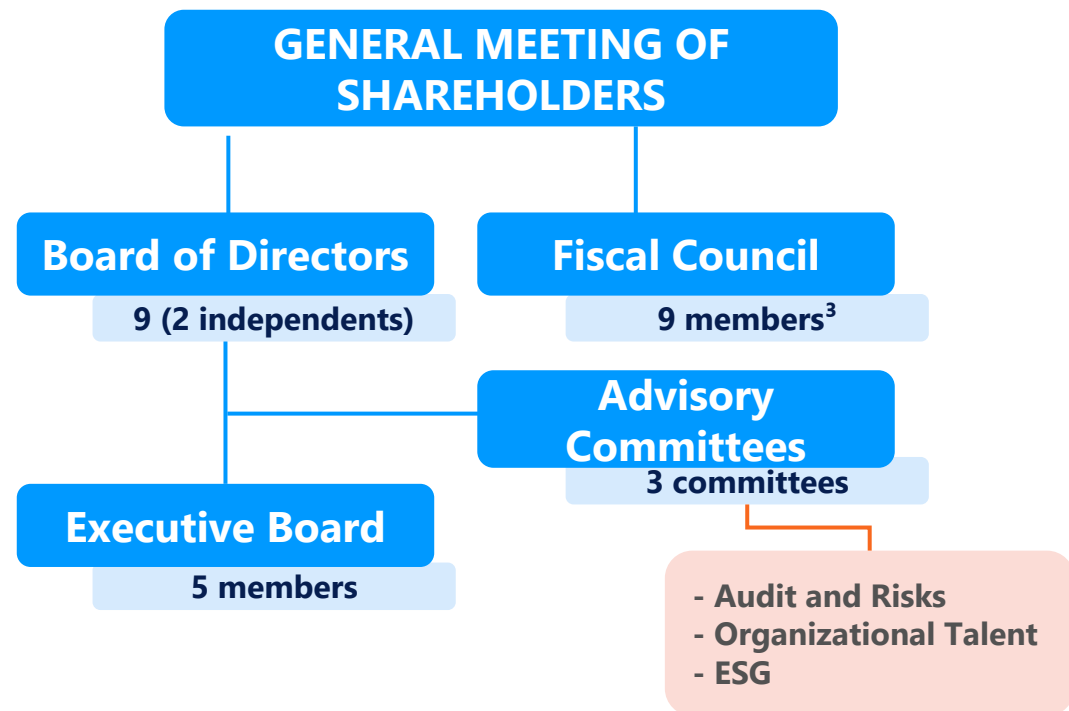 GENERAL MEETING OF
SHAREHOLDERS
Board of Directors
9 (2 independents)
Fiscal Council
9 members³
Advisory
Committees
3 committees
Executive Board
5 members
- Audit and Risks
- Organizational Talent
- ESG